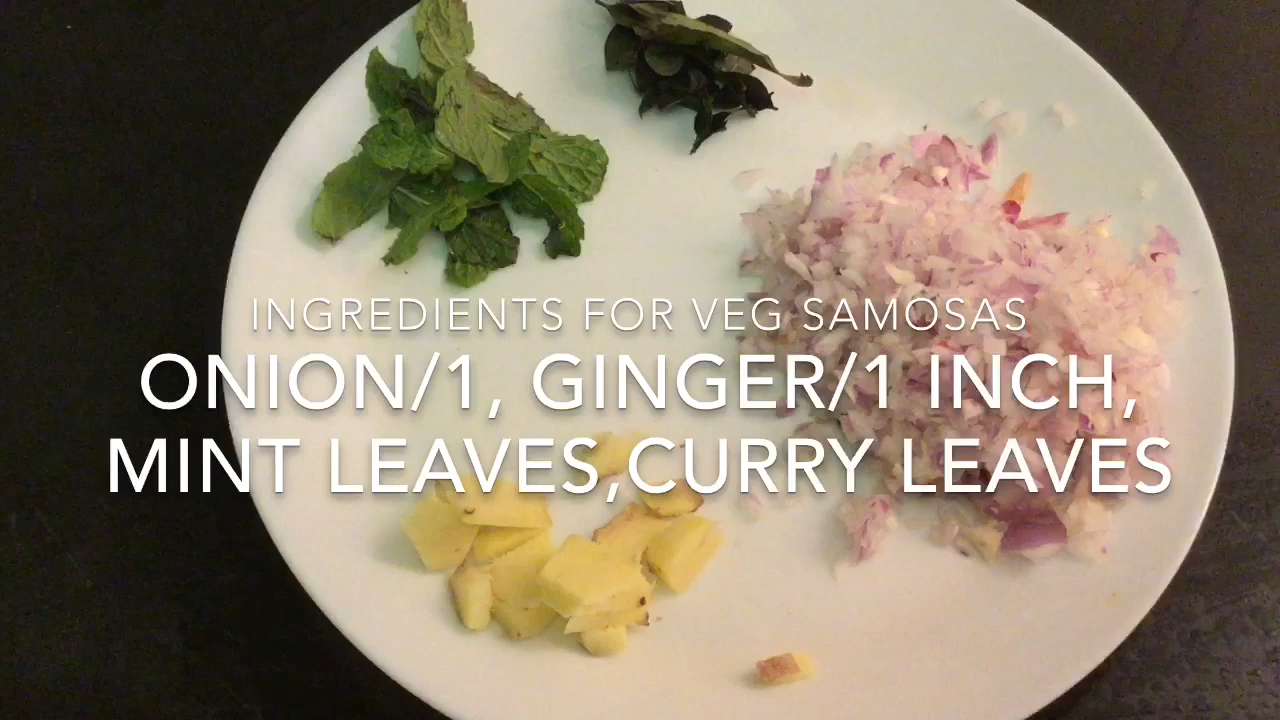 INGREDIENTS FOR VEG SAMOSAS
ONION/1, GINGER/1 INCH,
MINT LEAVES,CURRY LEAVES